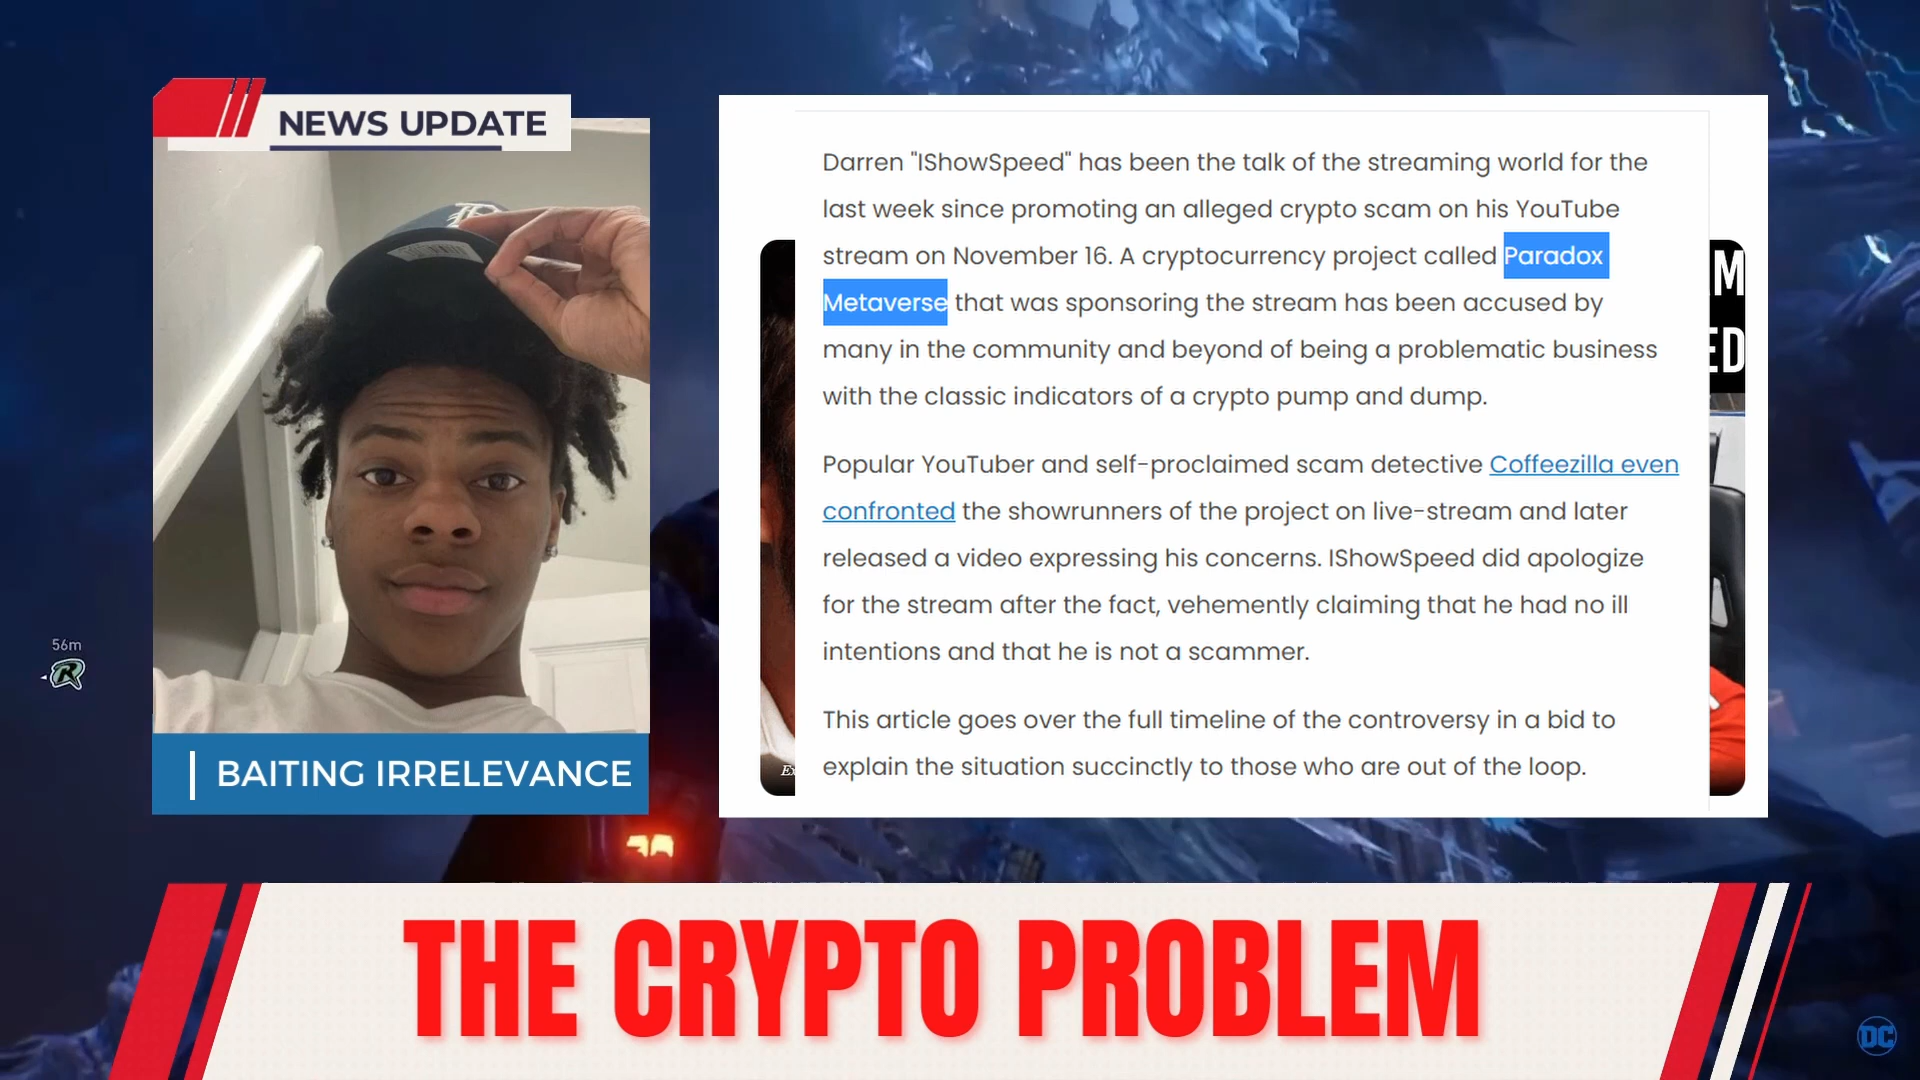 NEWS UPDATE
Darren "IShowSpeed" has been the talk of the streaming world for the
last week since promoting an alleged crypto scam on his YouTube
stream on November 16. A cryptocurrency project called Paradox
Metaverse that was sponsoring the stream has been accused by
many in the community and beyond of being a problematic business
with the classic indicators of a crypto pump and dump.
Popular YouTuber and self-proclaimed scam detective Coffeezilla even
confronted the showrunners of the project on live-stream and later
released a video expressing his concerns. IShowSpeed did apologize
for the stream after the fact, vehemently claiming that he had no ill
intentions and that he is not a scammer.
This article goes over the full timeline of the controversy in a bid to
explain the situation succinctly to those who are out of the loop.
M
ED
56m
R
BAITING IRRELEVANCE
THE CRYPTO PROBLEM
DC